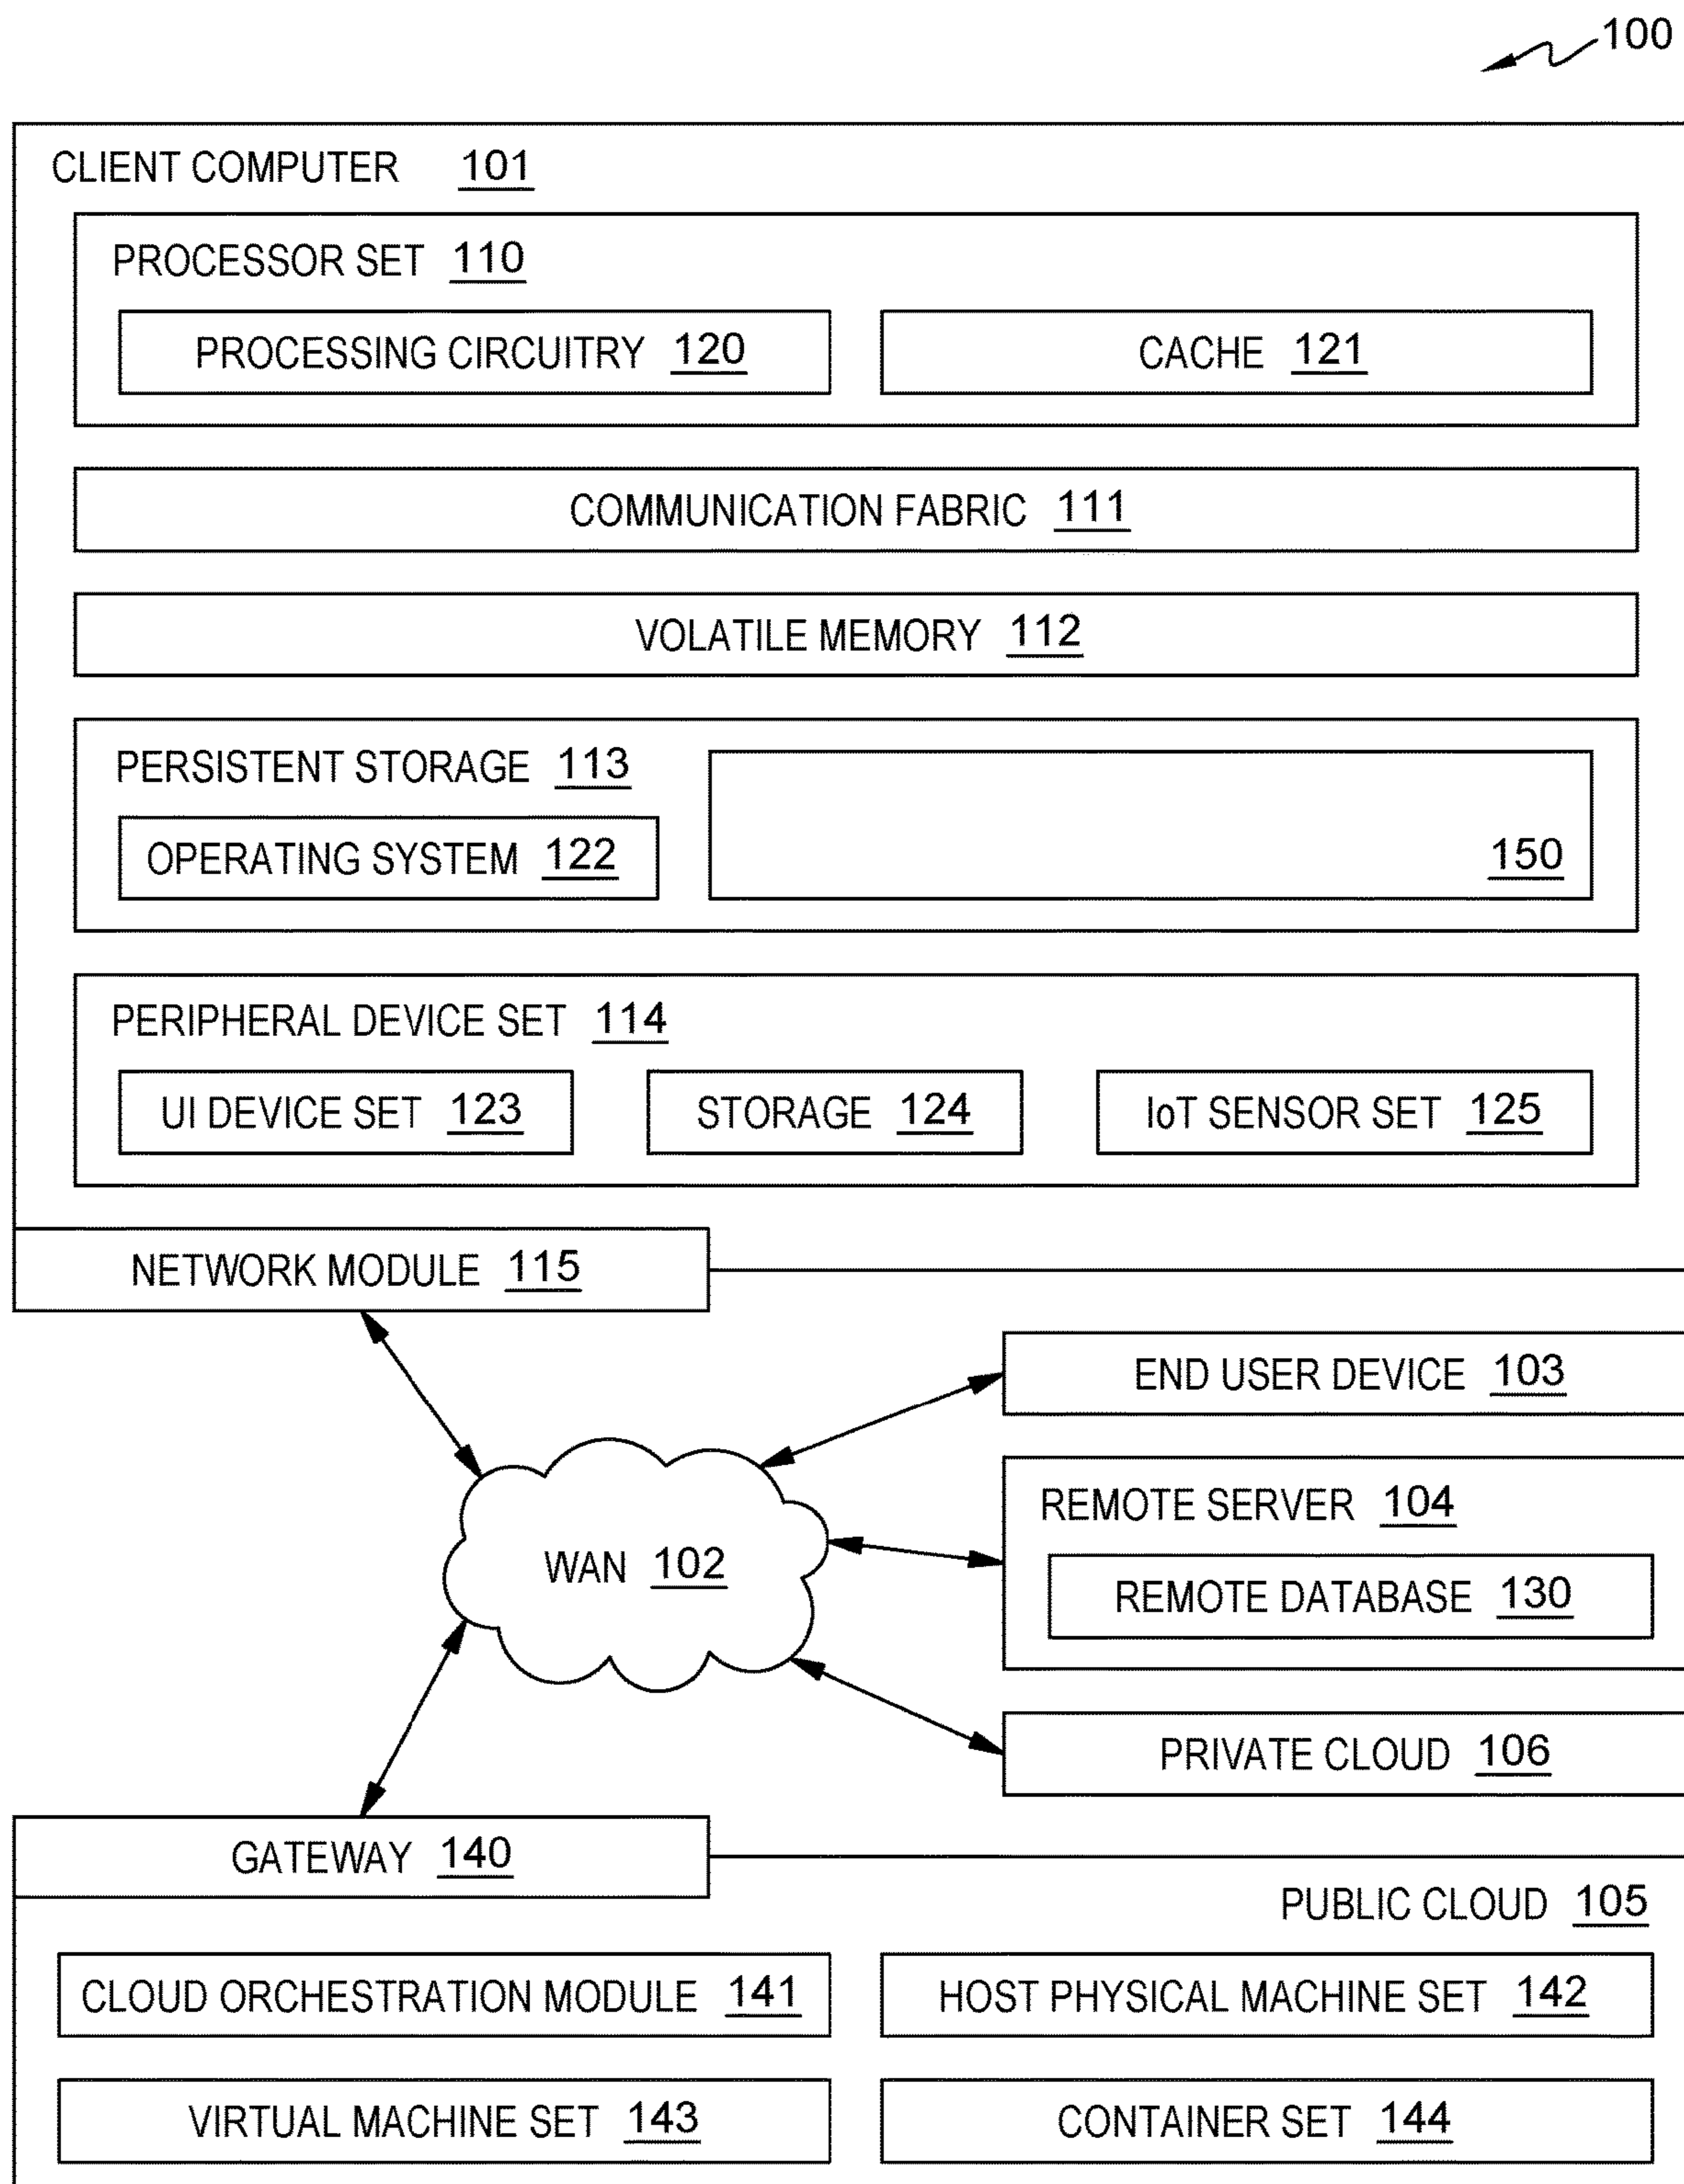 100
CLIENT COMPUTER 101
PROCESSOR SET 110
PROCESSING CIRCUITRY 120
CACHE 121
COMMUNICATION FABRIC 111
VOLATILE MEMORY 112
PERSISTENT STORAGE 113
OPERATING SYSTEM 122
150
PERIPHERAL DEVICE SET 114
UI DEVICE SET 123
STORAGE 124
IoT SENSOR SET 125
NETWORK MODULE 115
END USER DEVICE 103
REMOTE SERVER 104
WAN 102
REMOTE DATABASE 130
PRIVATE CLOUD 106
GATEWAY 140
PUBLIC CLOUD 105
CLOUD ORCHESTRATION MODULE 141
HOST PHYSICAL MACHINE SET 142
VIRTUAL MACHINE SET 143
CONTAINER SET 144